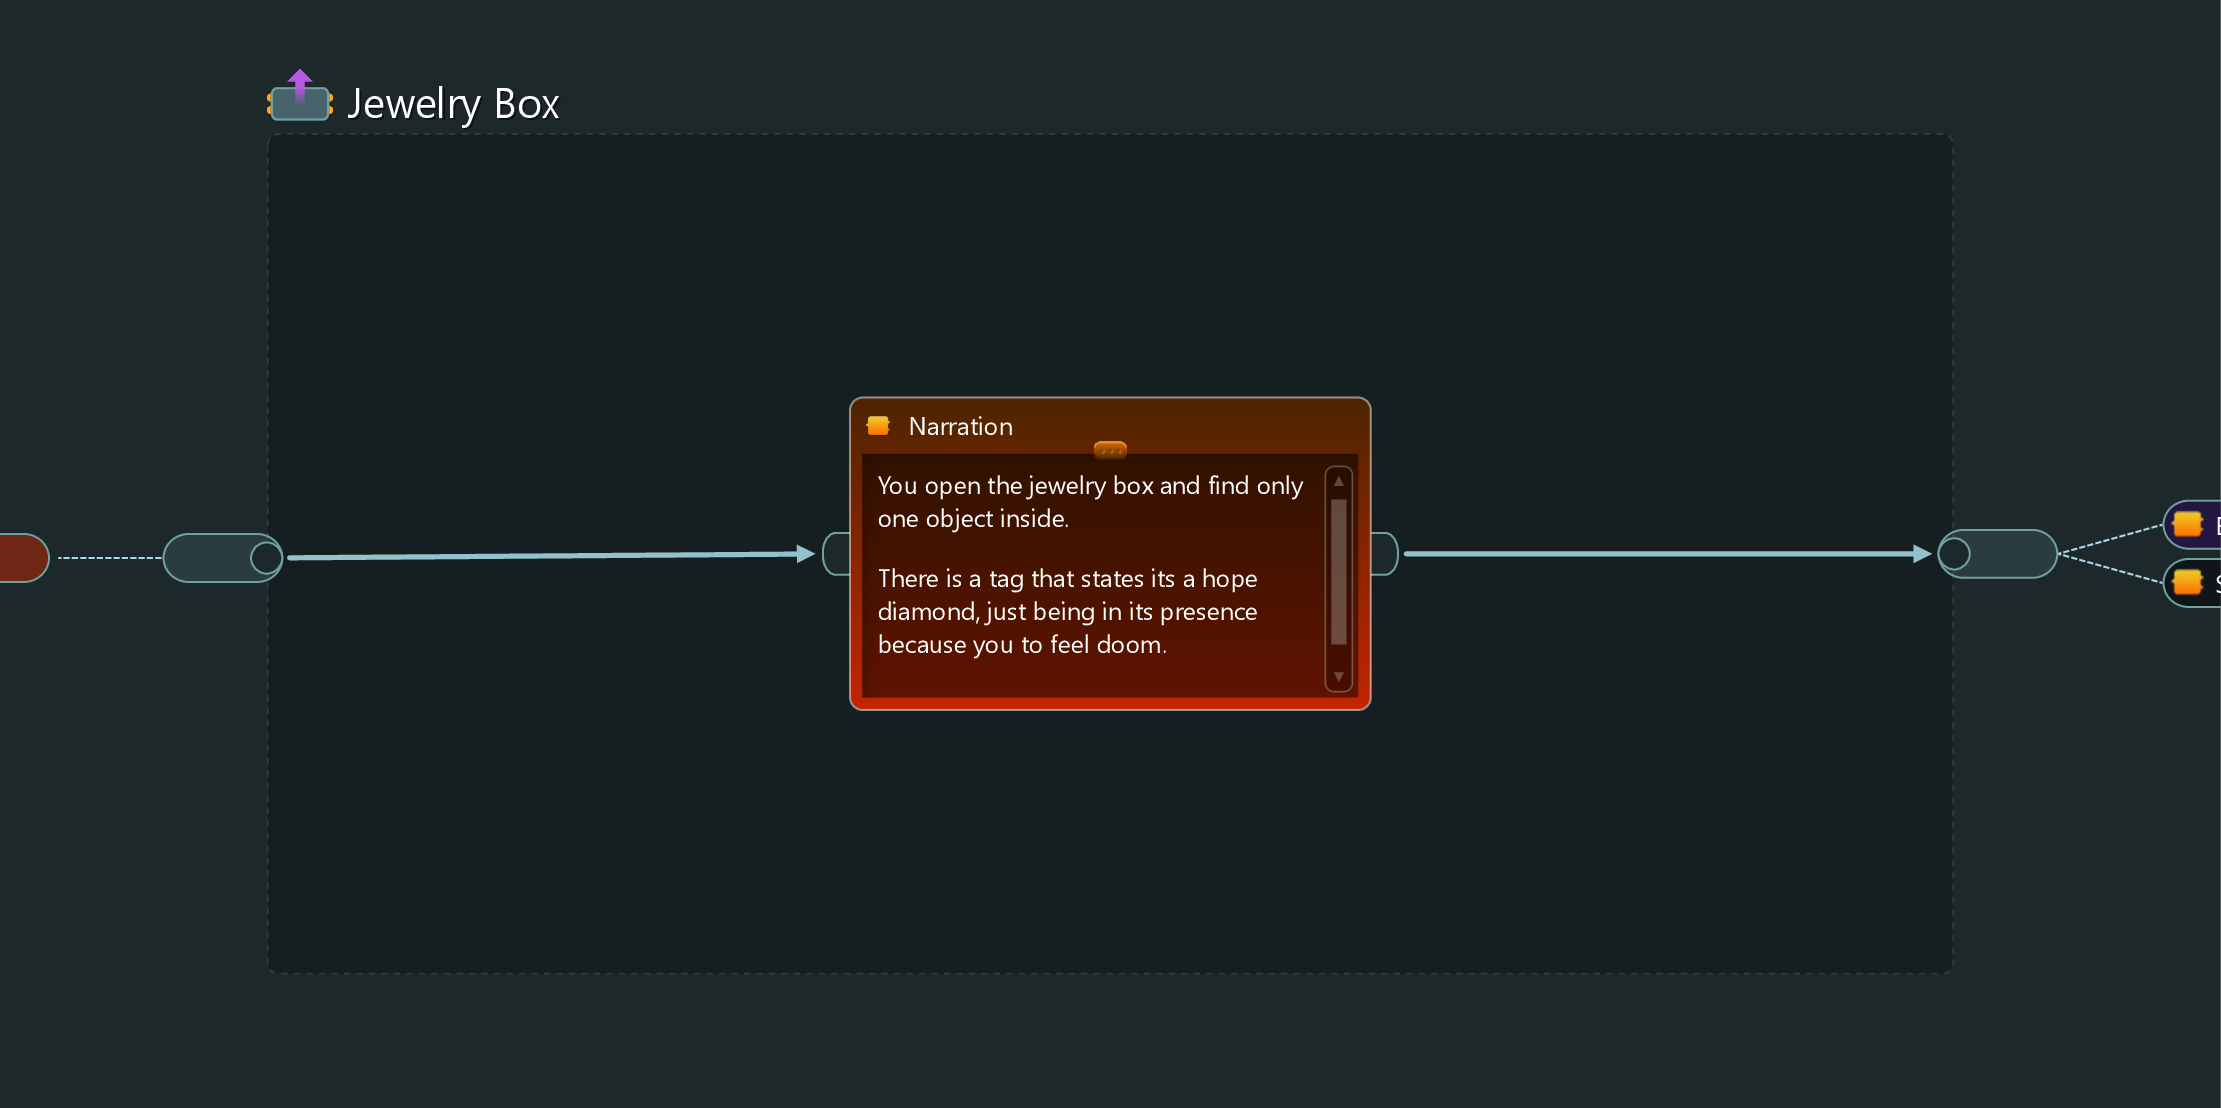 Jewelry Box
Narration
You open the jewelry box and find only
one object inside.
There is a tag that states its a hope
diamond, just being in its presence
because you to feel doom.